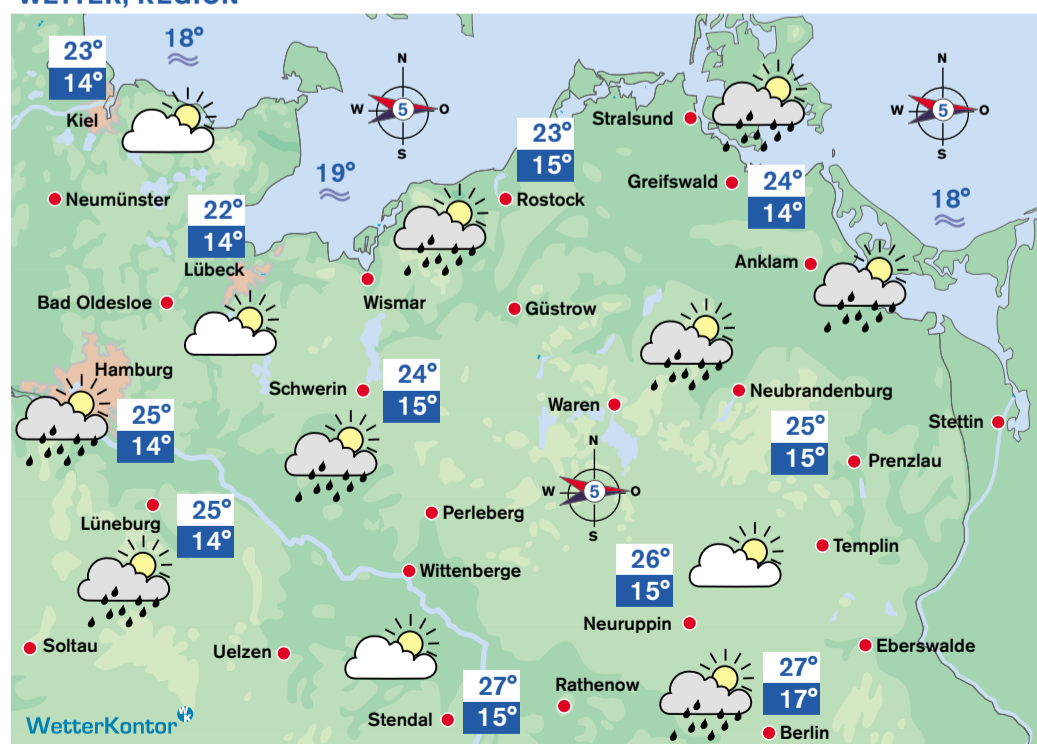 WETTER, REGION
18°
23°
14°
Kiel
N
W 5 O
S
N
W 5 O
S
Stralsund
23°
15°
Rostock
19°
Greifswald
24°
14°
18°
Neumünster
22°
14°
Lübeck
Anklam
Bad Oldesloe
Wismar
Güstrow
Hamburg
25°
14°
Schwerin
24°
15°
Waren
Neubrandenburg
Stettin
25°
15°
Prenzlau
N
W 5 O
S
25°
14°
Lüneburg
Perleberg
Templin
Wittenberge
26°
15°
Neuruppin
Soltau
Uelzen
Eberswalde
27°
15°
Stendal
Rathenow
27°
17°
Berlin
WetterKontor
wk